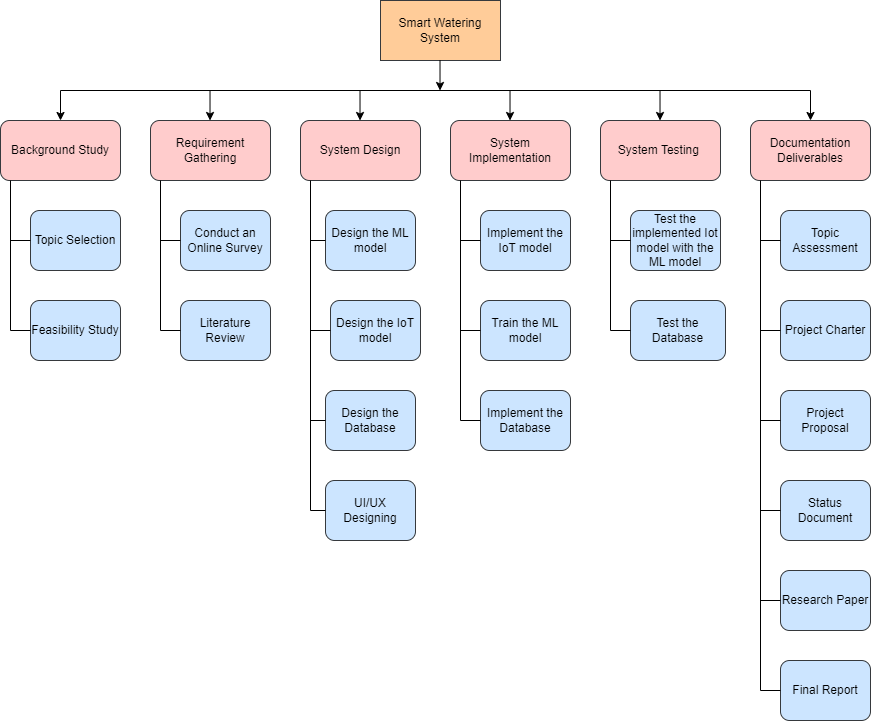 Smart Watering
System
Background Study
Requirement
Gathering
System Design
System
Implementation
System Testing
Documentation
Deliverables
Topic Selection
Feasibility Study
Conduct an
Online Survey
Literature
Review
Design the ML
model
Design the IoT
model
Design the
Database
UI/UX
Designing
Implement the
IoT model
Train the ML
model
Implement the
Database
Test the
implemented Iot
model with the
ML model
Test the
Database
Topic
Assessment
Project Charter
Project
Proposal
Status
Document
Research Paper
Final Report